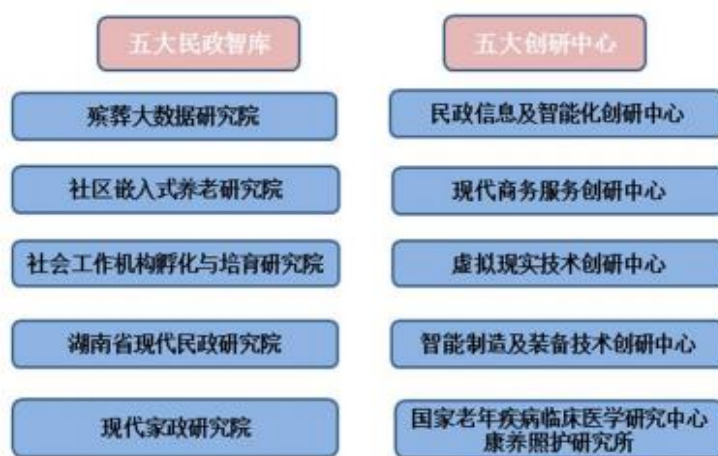 五大民政智库
殡葬大数据研究院
社区嵌入式养老研究院
社会工作机构孵化与培育研究院
湖南省现代民政研究院
现代家政研究院
五大创研中心
民政信息及智能化创研中心
现代商务服务创研中心
虚拟现实技术创研中心
智能制造及装备技术创研中心
国家老年疾病临床医学研究中心
康养照护研究所